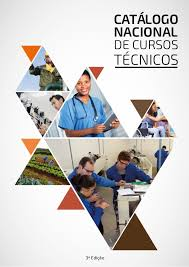 CATÁLOGO
NACIONAL
DE CURSOS
TÉCNICOS
3ª Edição